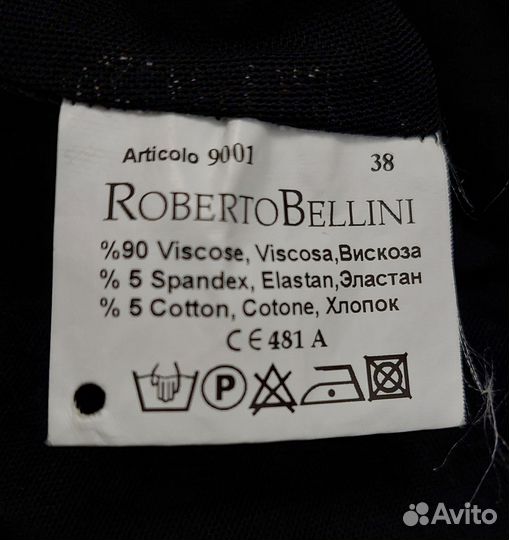 Articolo 9001 38
ROBERTOBELLINI
%90 Viscose, Viscosa,Вискоза
% 5 Spandex, Elastan,Эластан
% 5 Cotton, Cotone, Хлопок
CE 481 A
P
Avito